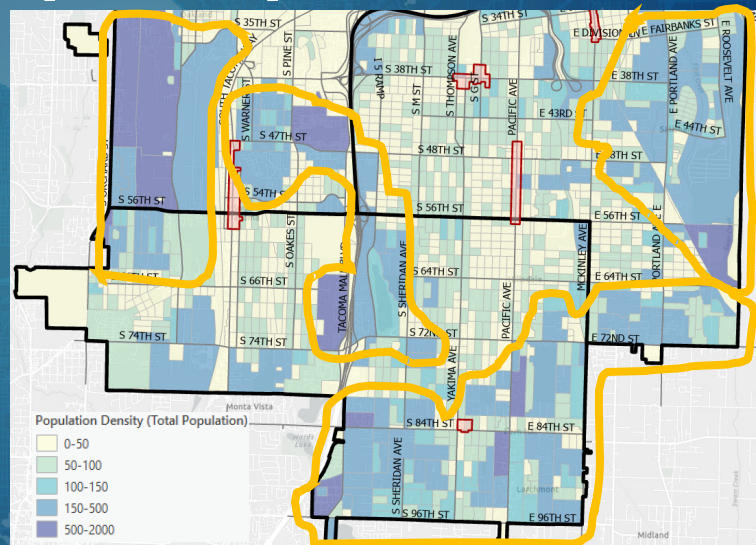 S 34TH ST
S 35TH ST
E DIVISION LN
E FAIRBANKS ST
E ROOSEVELT AVE
S PINE ST
S 38TH ST
S THOMPSON AVE
E 38TH ST
E PORTLAND AVE
S WARNER ST
S M ST
S G ST
PACIFIC AVE
E 43RD ST
E 44TH ST
S 47TH ST
S 48TH ST
S 54TH ST
S 56TH ST
S 56TH ST
E 56TH ST
S OAKES ST
TACOMA MALL BLVD
S SHERIDAN AVE
S 64TH ST
MCKINLEY AVE
E 64TH ST
PORTLAND AVE E
S 66TH ST
PACIFIC AVE
S 72ND ST
E 72ND ST
S 74TH ST
S 74TH ST
YAKIMA AVE
Monta Vista
S 84TH ST
E 84TH ST
S SHERIDAN AVE
Larchmont
S 96TH ST
E 96TH ST
Midland
Population Density (Total Population)
0-50
50-100
100-150
150-500
500-2000